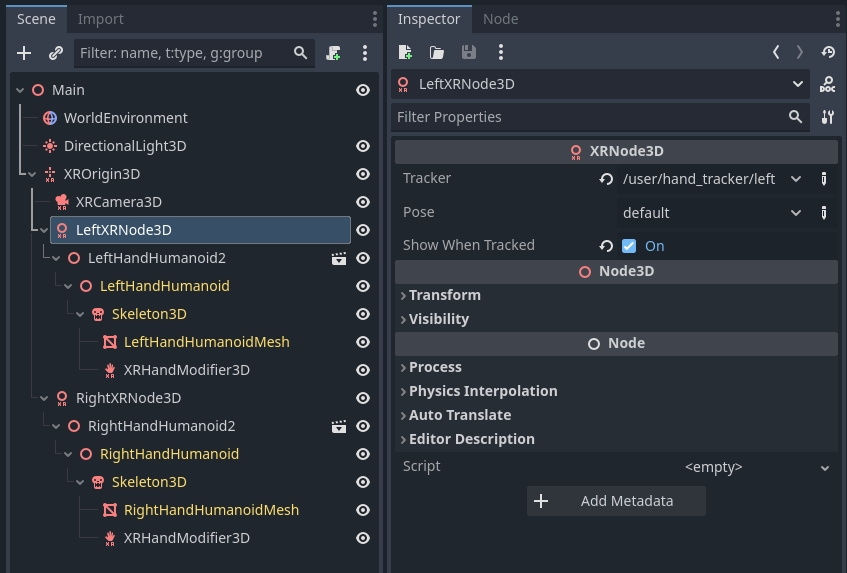 Scene
Import
Filter: name, t:type, g:group
Main
WorldEnvironment
DirectionalLight3D
XROrigin3D
XRCamera3D
LeftXRNode3D
LeftHandHumanoid2
LeftHandHumanoid
Skeleton3D
LeftHandHumanoidMesh
XRHandModifier3D
RightXRNode3D
RightHandHumanoid2
RightHandHumanoid
Skeleton3D
RightHandHumanoidMesh
XRHandModifier3D
Inspector
Node
LeftXRNode3D
DOC
Filter Properties
XRNode3D
Tracker /user/hand_tracker/left
Pose default
Show When Tracked On
Node3D
Transform
Visibility
Node
Process
Physics Interpolation
Auto Translate
Editor Description
Script <empty>
Add Metadata